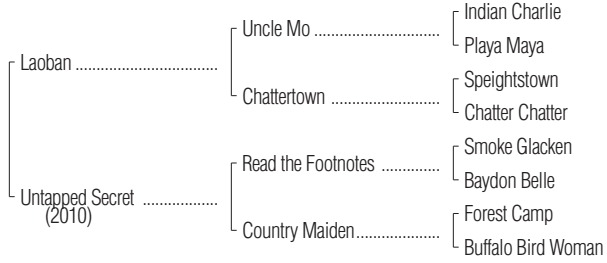 Indian Charlie
Uncle Mo ..................................
Playa Maya
Laoban ......................................
Speightstown
Chattertown .............................
Chatter Chatter
Smoke Glacken
Read the Footnotes ...............
Baydon Belle
Untapped Secret ....................
(2010)
Forest Camp
Country Maiden......................
Buffalo Bird Woman